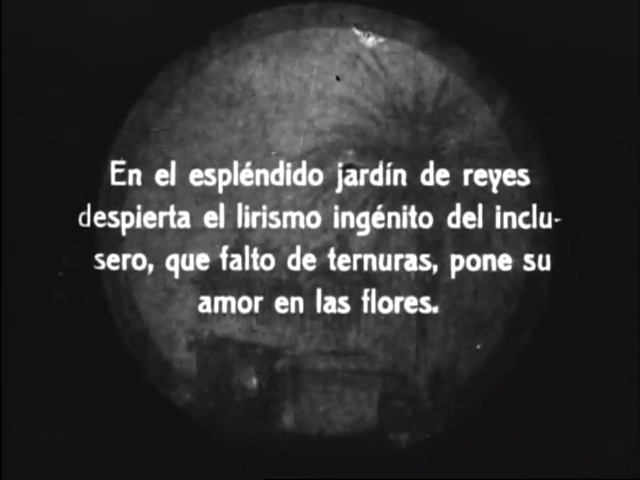 En el espléndido jardín de reyes
despierta el lirismo ingénito del inclu-
sero, que falto de ternuras, pone su
amor en las flores.